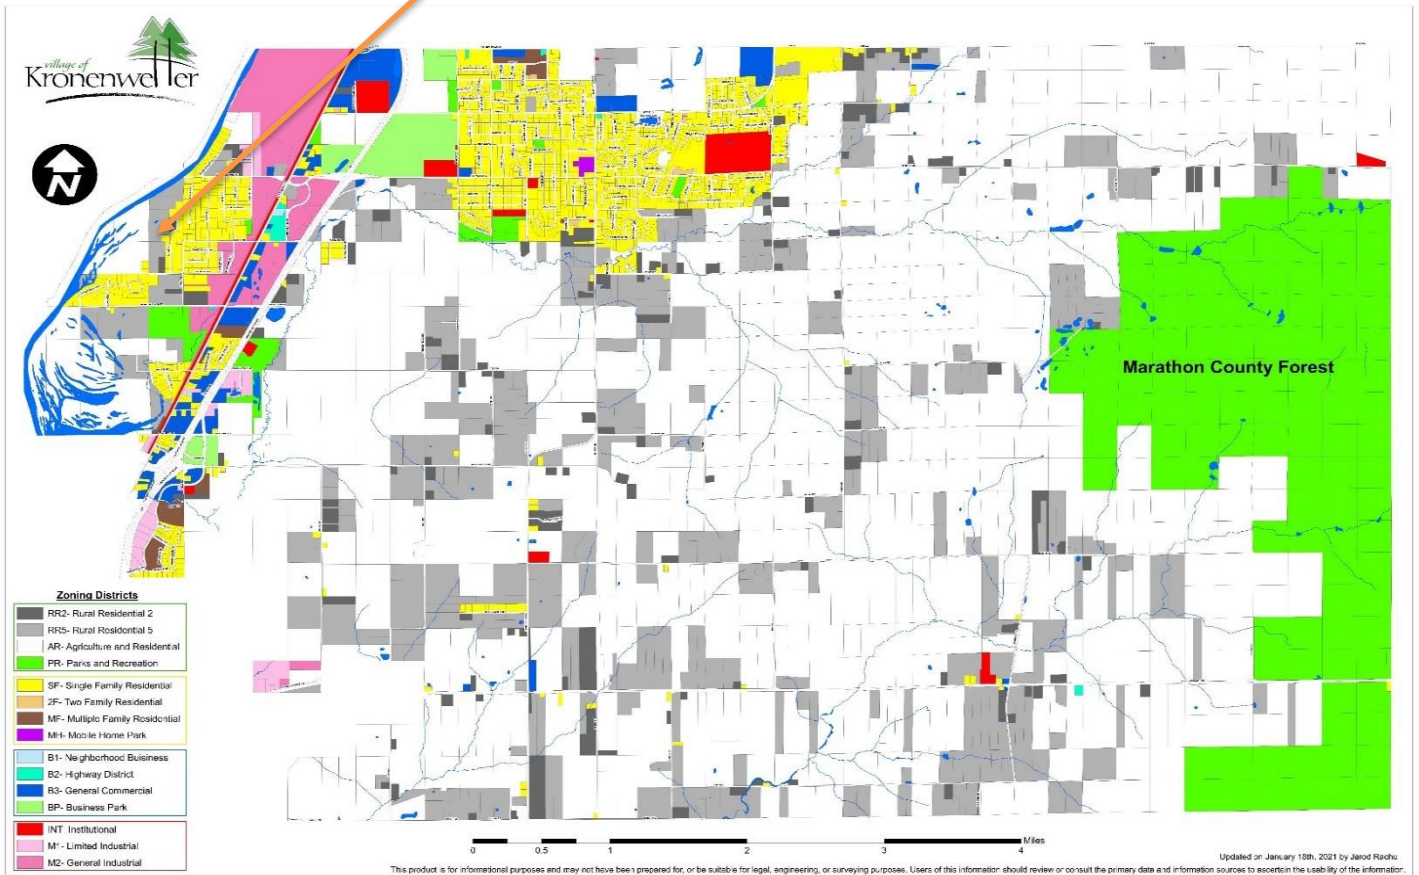 village of
Kronenwetter
N
Marathon County Forest
Zoning Districts
RR2- Rural Residential 2
RR5- Rural Residential 5
AR- Agriculture and Residential
PR- Parks and Recreation
SF- Single Family Residential
2F- Two Family Residential
MF- Multiple Family Residential
MH- Mobile Home Park
B1- Neighborhood Buisiness
B2- Highway District
B3- General Commercial
BP- Business Park
INT Institutional
M1- Limited Industrial
M2- General Industrial
0 0.5 1 2 3 4 Miles
Updated on January 18th, 2021 by Jarod Rachu
This product is for informational purposes and may not have been prepared for, or be suitable for legal, engineering, or surveying purposes. Users of this information should review or consult the primary data and information sources to ascertain the usability of the information.